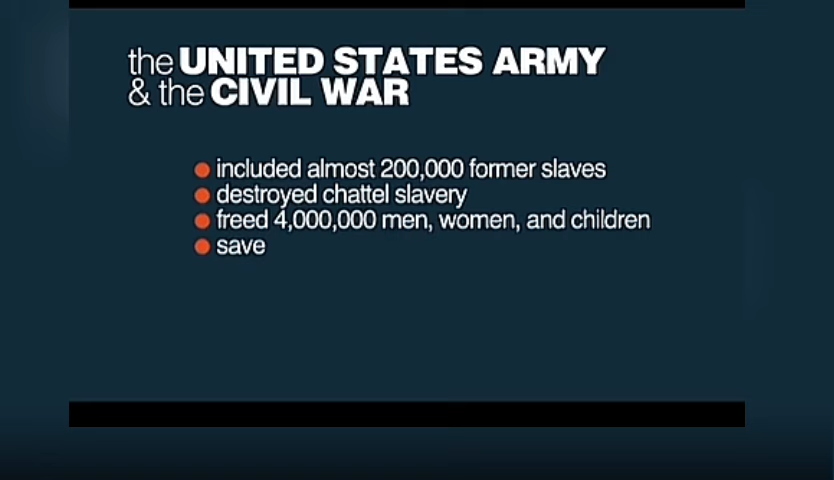 the UNITED STATES ARMY
& the CIVIL WAR
included almost 200,000 former slaves
destroyed chattel slavery
freed 4,000,000 men, women, and children
save